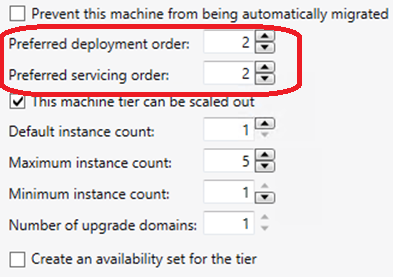 Prevent this machine from being automatically migrated
Preferred deployment order: 2
Preferred servicing order: 2
This machine tier can be scaled out
Default instance count: 1
Maximum instance count: 5
Minimum instance count: 1
Number of upgrade domains: 1
Create an availability set for the tier